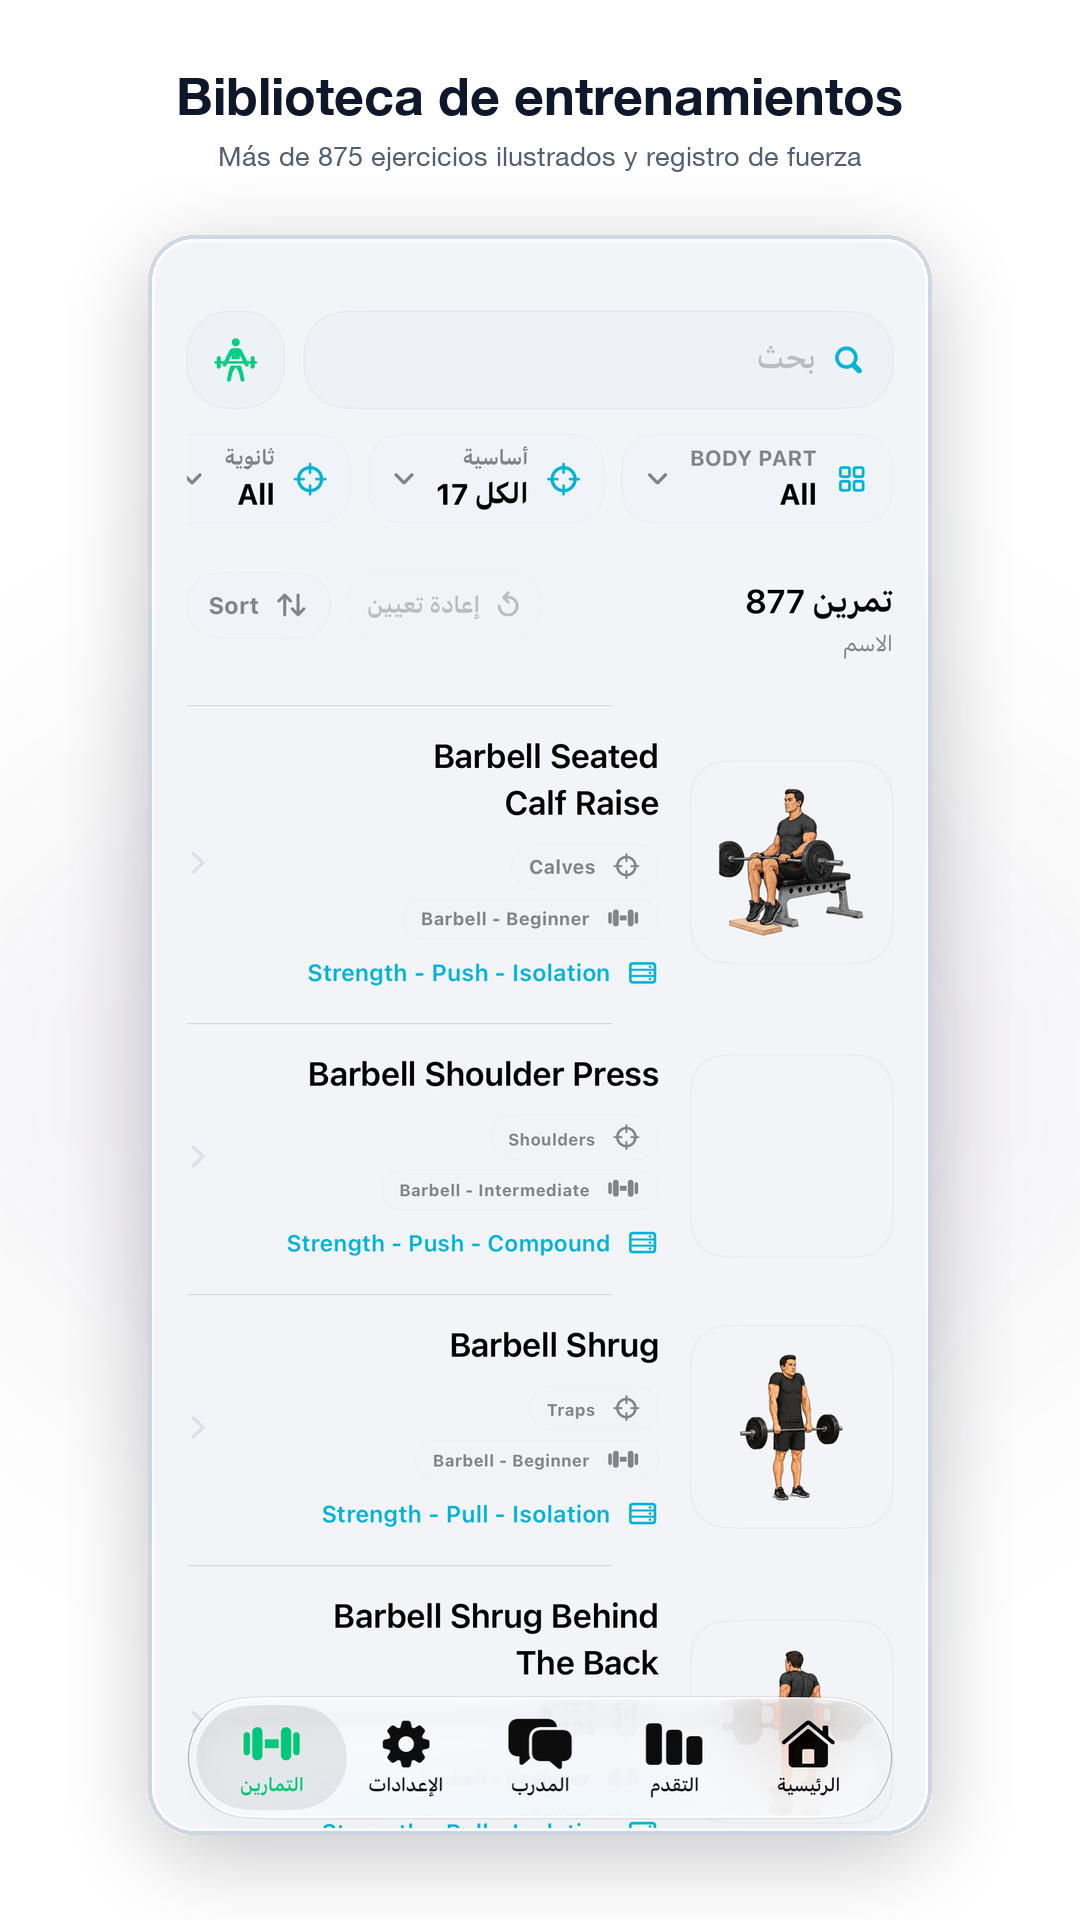 Biblioteca de entrenamientos
Más de 875 ejercicios ilustrados y registro de fuerza
بحث
BODY PART
All
أساسية
الكل 17
ثانوية
All
877 تمرين
الاسم
إعادة تعيين
Sort
Barbell Seated
Calf Raise
Calves
Barbell - Beginner
Strength - Push - Isolation
Barbell Shoulder Press
Shoulders
Barbell - Intermediate
Strength - Push - Compound
Barbell Shrug
Traps
Barbell - Beginner
Strength - Pull - Isolation
Barbell Shrug Behind
The Back
الرئيسية
التقدم
المدرب
الإعدادات
التمارين